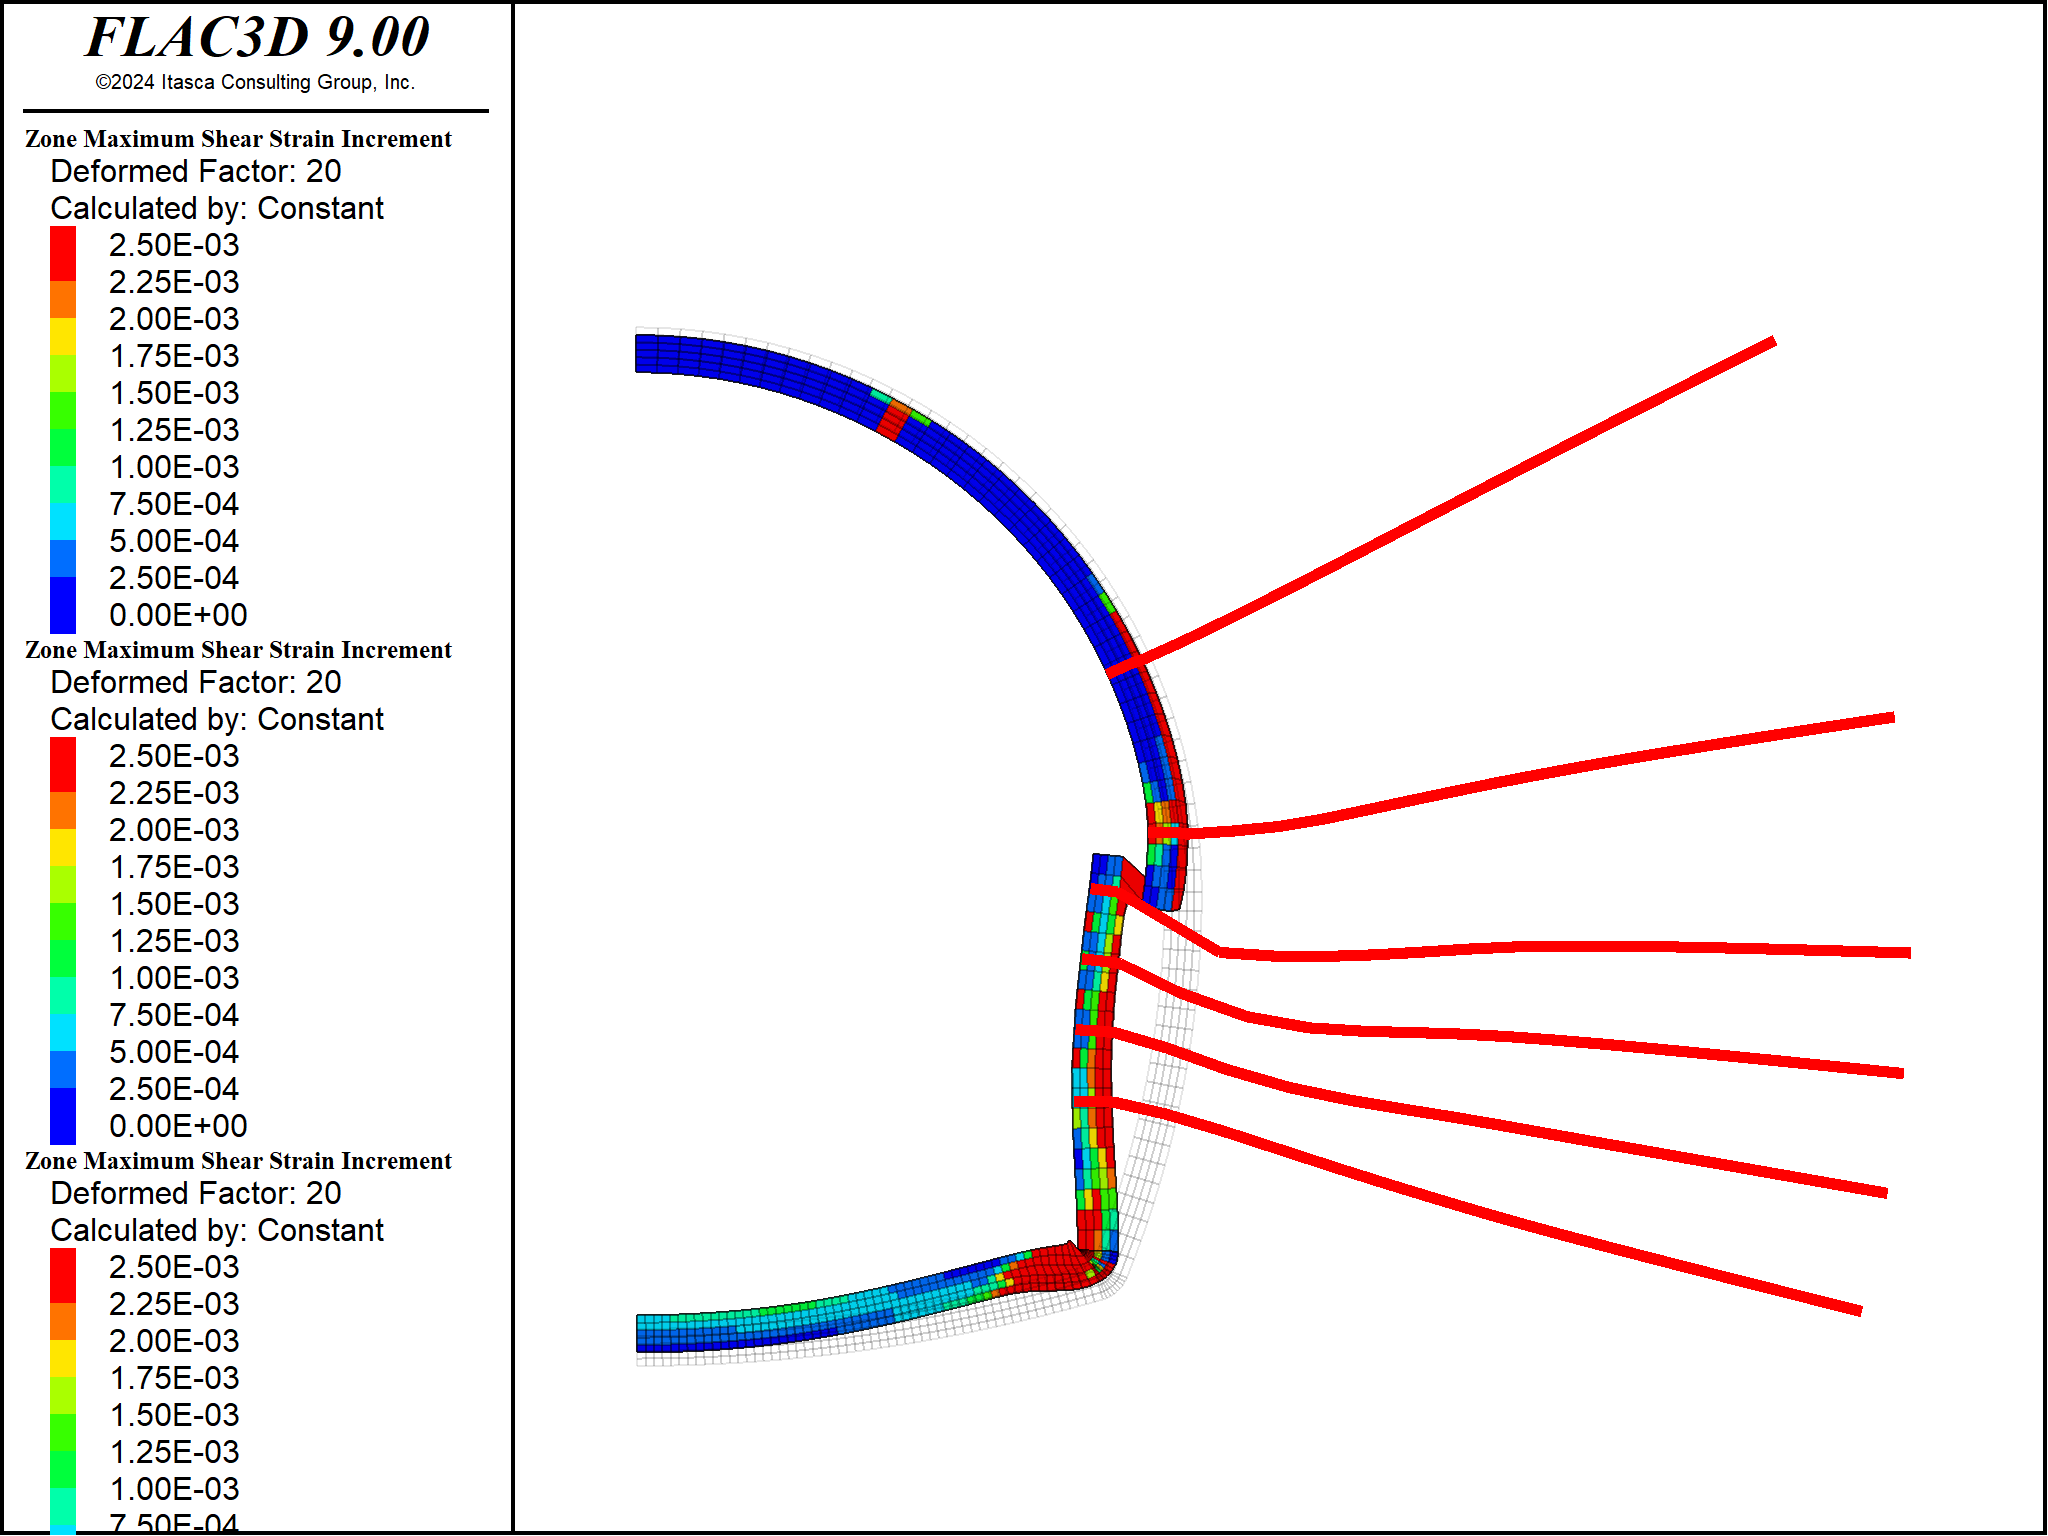 FLAC3D 9.00
©2024 Itasca Consulting Group, Inc.
Zone Maximum Shear Strain Increment
Deformed Factor: 20
Calculated by: Constant
2.50E-03
2.25E-03
2.00E-03
1.75E-03
1.50E-03
1.25E-03
1.00E-03
7.50E-04
5.00E-04
2.50E-04
0.00E+00
Zone Maximum Shear Strain Increment
Deformed Factor: 20
Calculated by: Constant
2.50E-03
2.25E-03
2.00E-03
1.75E-03
1.50E-03
1.25E-03
1.00E-03
7.50E-04
5.00E-04
2.50E-04
0.00E+00
Zone Maximum Shear Strain Increment
Deformed Factor: 20
Calculated by: Constant
2.50E-03
2.25E-03
2.00E-03
1.75E-03
1.50E-03
1.25E-03
1.00E-03
7.50E-04